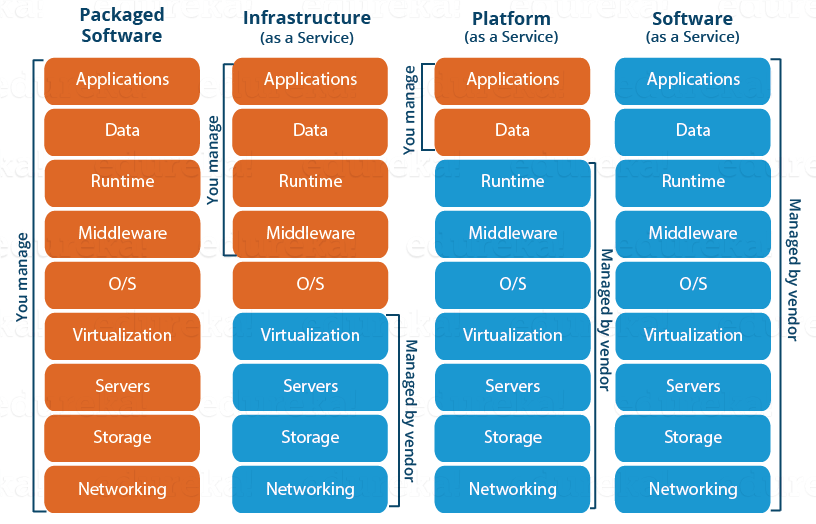 Packaged
Software
You manage
Applications
Data
Runtime
Middleware
O/S
Virtualization
Servers
Storage
Networking
Infrastructure
(as a Service)
You manage
Applications
Data
Runtime
Middleware
O/S
Virtualization
Servers
Storage
Networking
Managed by vendor
Platform
(as a Service)
You manage
Applications
Data
Runtime
Middleware
O/S
Virtualization
Servers
Storage
Networking
Managed by vendor
Software
(as a Service)
Applications
Data
Runtime
Middleware
O/S
Virtualization
Servers
Storage
Networking
Managed by vendor